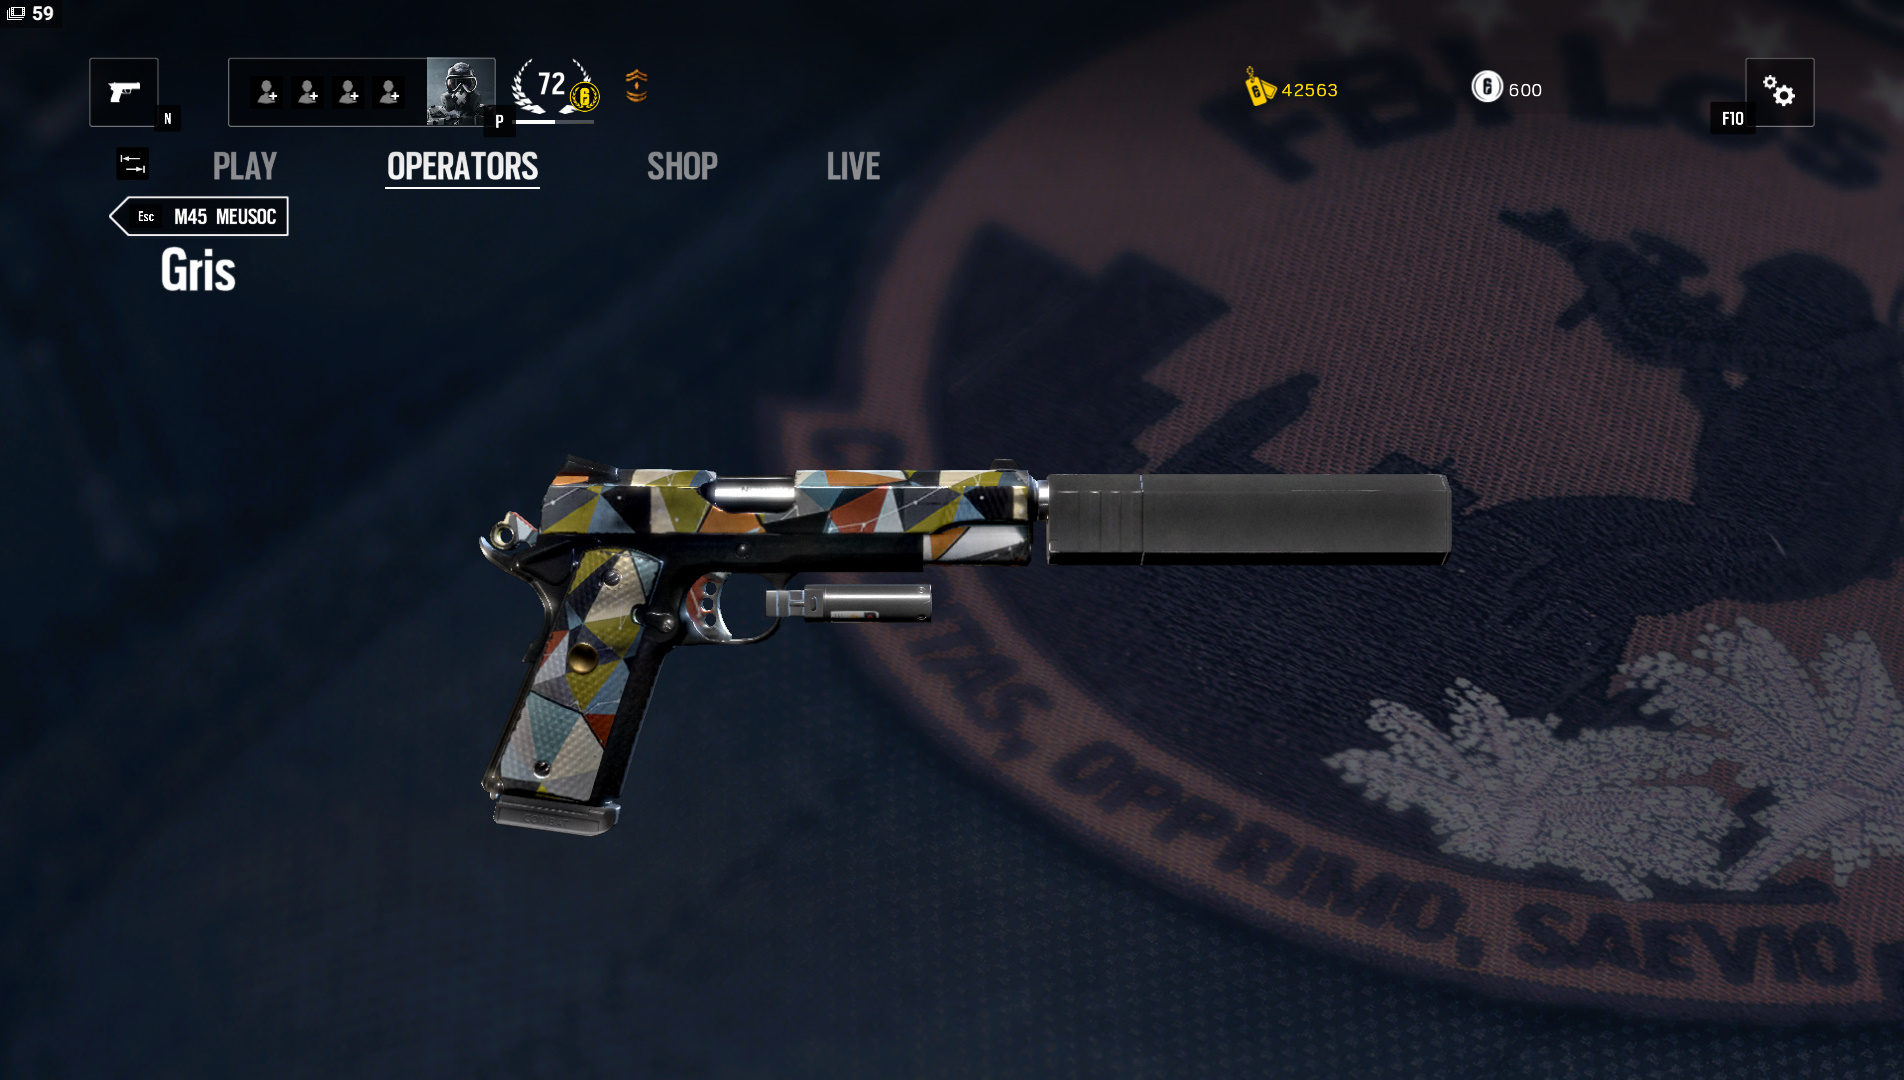 59
N
P
72
42563
600
F10
PLAY
OPERATORS
SHOP
LIVE
Esc
M45 MEUSOC
Gris
OPPRIMO, SAEVIO